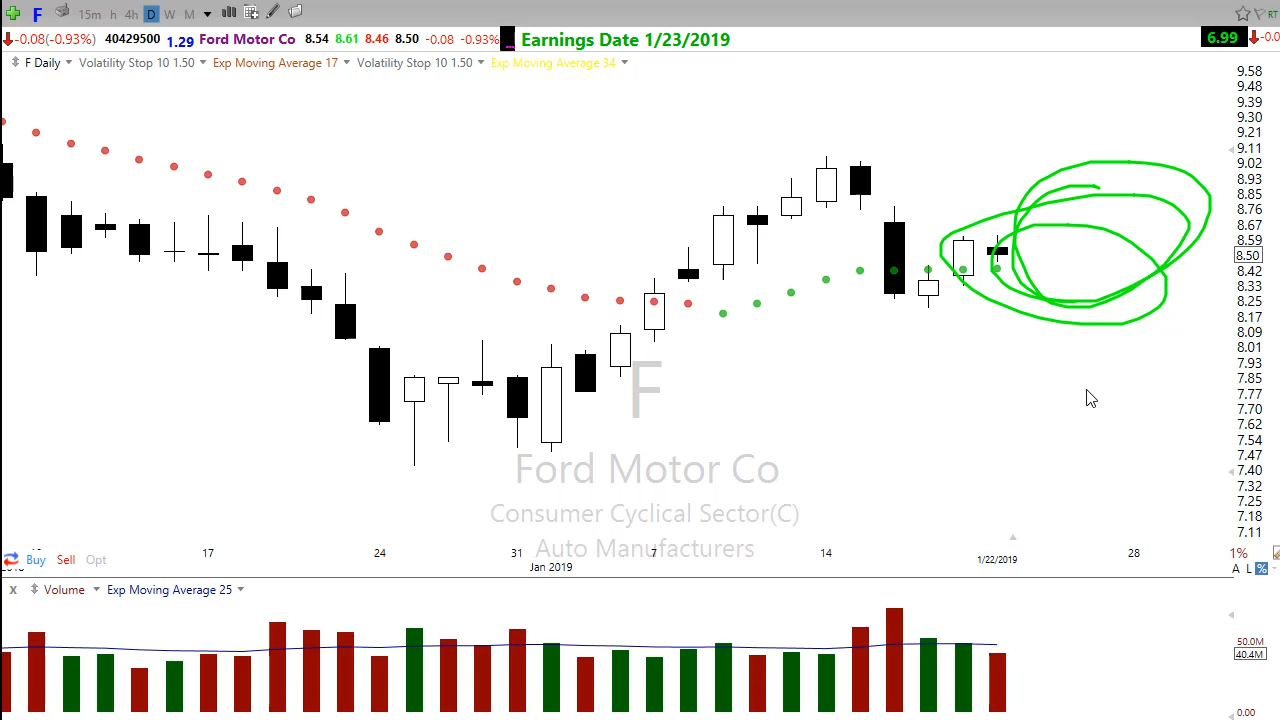 F 15m h 4h D W M RT
-0.08(-0.93%) 40429500 1.29 Ford Motor Co 8.54 8.61 8.46 8.50 -0.08 -0.93% Earnings Date 1/23/2019 6.99
F Daily Volatility Stop 10 1.50 Exp Moving Average 17 Volatility Stop 10 1.50 Exp Moving Average 34
9.58
9.48
9.39
9.30
9.21
9.11
9.02
8.93
8.85
8.76
8.67
8.59
8.50
8.42
8.33
8.25
8.17
8.09
8.01
7.93
7.85
7.77
7.70
7.62
7.54
7.47
7.40
7.32
7.25
7.18
7.11
F
Ford Motor Co
Consumer Cyclical Sector(C)
Auto Manufacturers
17 24 31 7 14 1/22/2019 28 1%
Buy Sell Opt
Jan 2019
A L %
X Volume Exp Moving Average 25
50.0M
40.4M
0.00